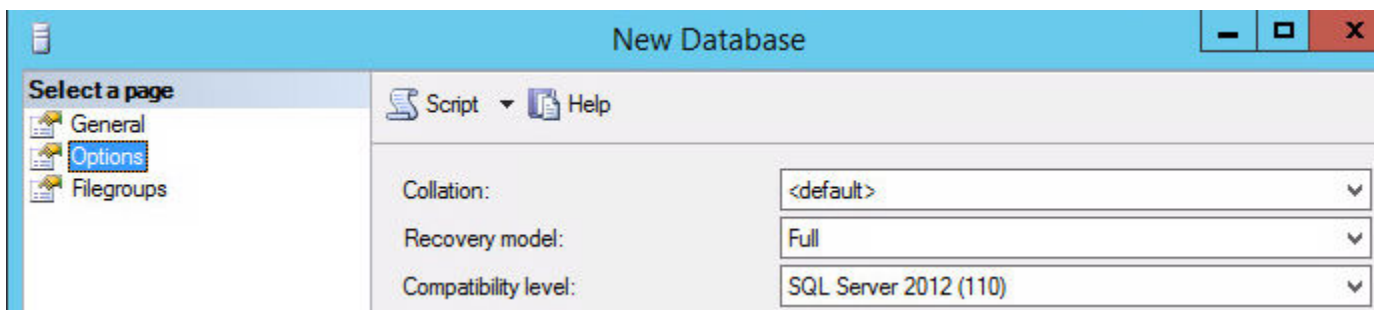 New Database
Select a page
General
Options
Filegroups
Script Help
Collation: <default>
Recovery model: Full
Compatibility level: SQL Server 2012 (110)